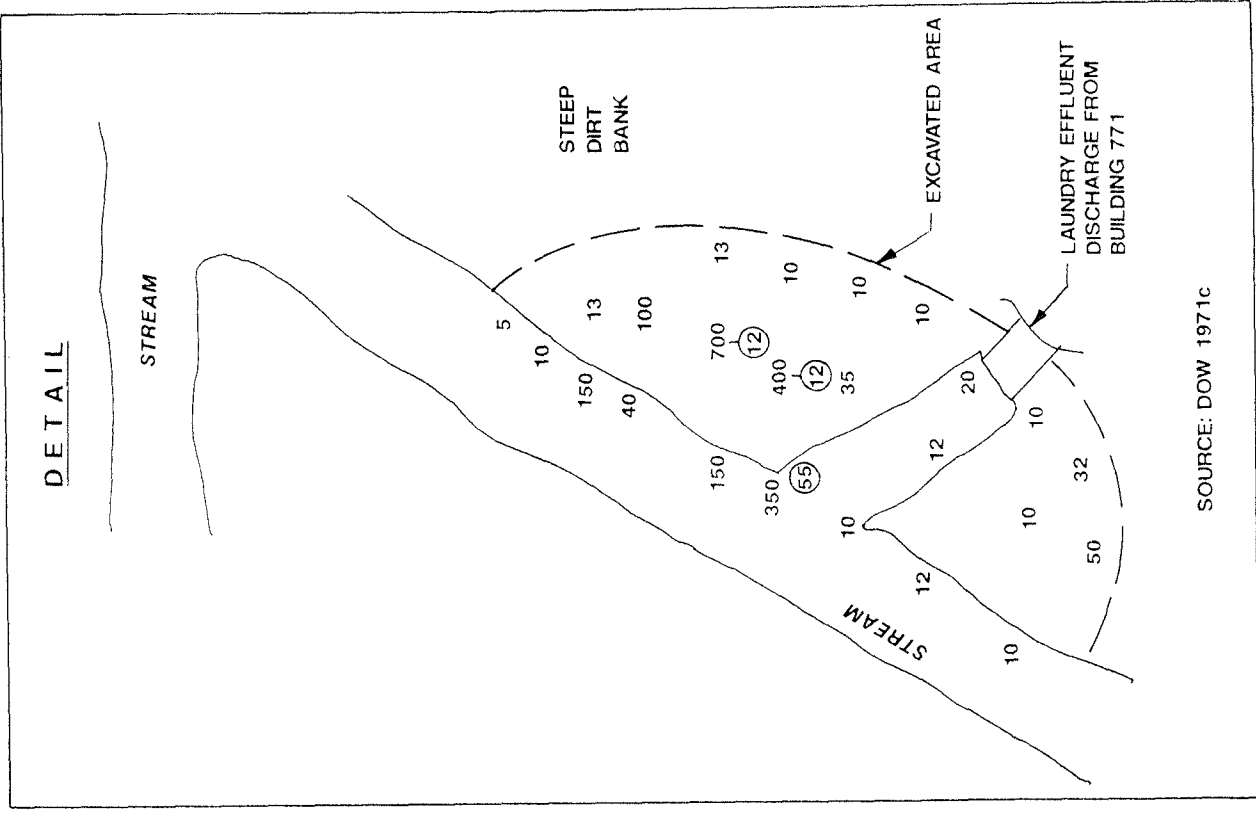 DETAIL
STREAM
STEEP
DIRT
BANK
5
10
150
40
13
100
13
700
12
10
400
12
35
10
10
150
350
55
20
12
10
10
12
32
10
50
10
STREAM
EXCAVATED AREA
LAUNDRY EFFLUENT
DISCHARGE FROM
BUILDING 771
SOURCE: DOW 1971c